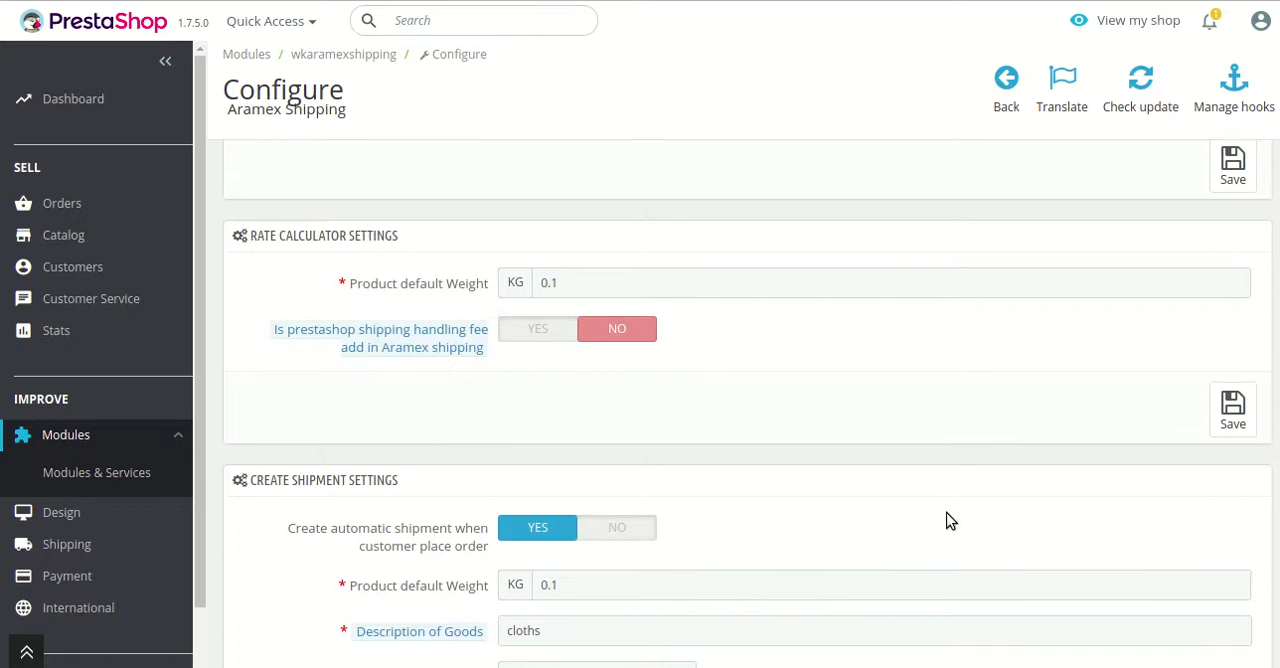 PrestaShop 1.7.5.0 Quick Access Search View my shop 1
Modules / wkaramexshipping / Configure
Configure
Aramex Shipping
Back Translate Check update Manage hooks
Dashboard
SELL
Orders
Catalog
Customers
Customer Service
Stats
IMPROVE
Modules
Modules & Services
Design
Shipping
Payment
International
Save
RATE CALCULATOR SETTINGS
* Product default Weight KG 0.1
Is prestashop shipping handling fee
add in Aramex shipping
YES NO
Save
CREATE SHIPMENT SETTINGS
Create automatic shipment when
customer place order
YES NO
* Product default Weight KG 0.1
* Description of Goods cloths